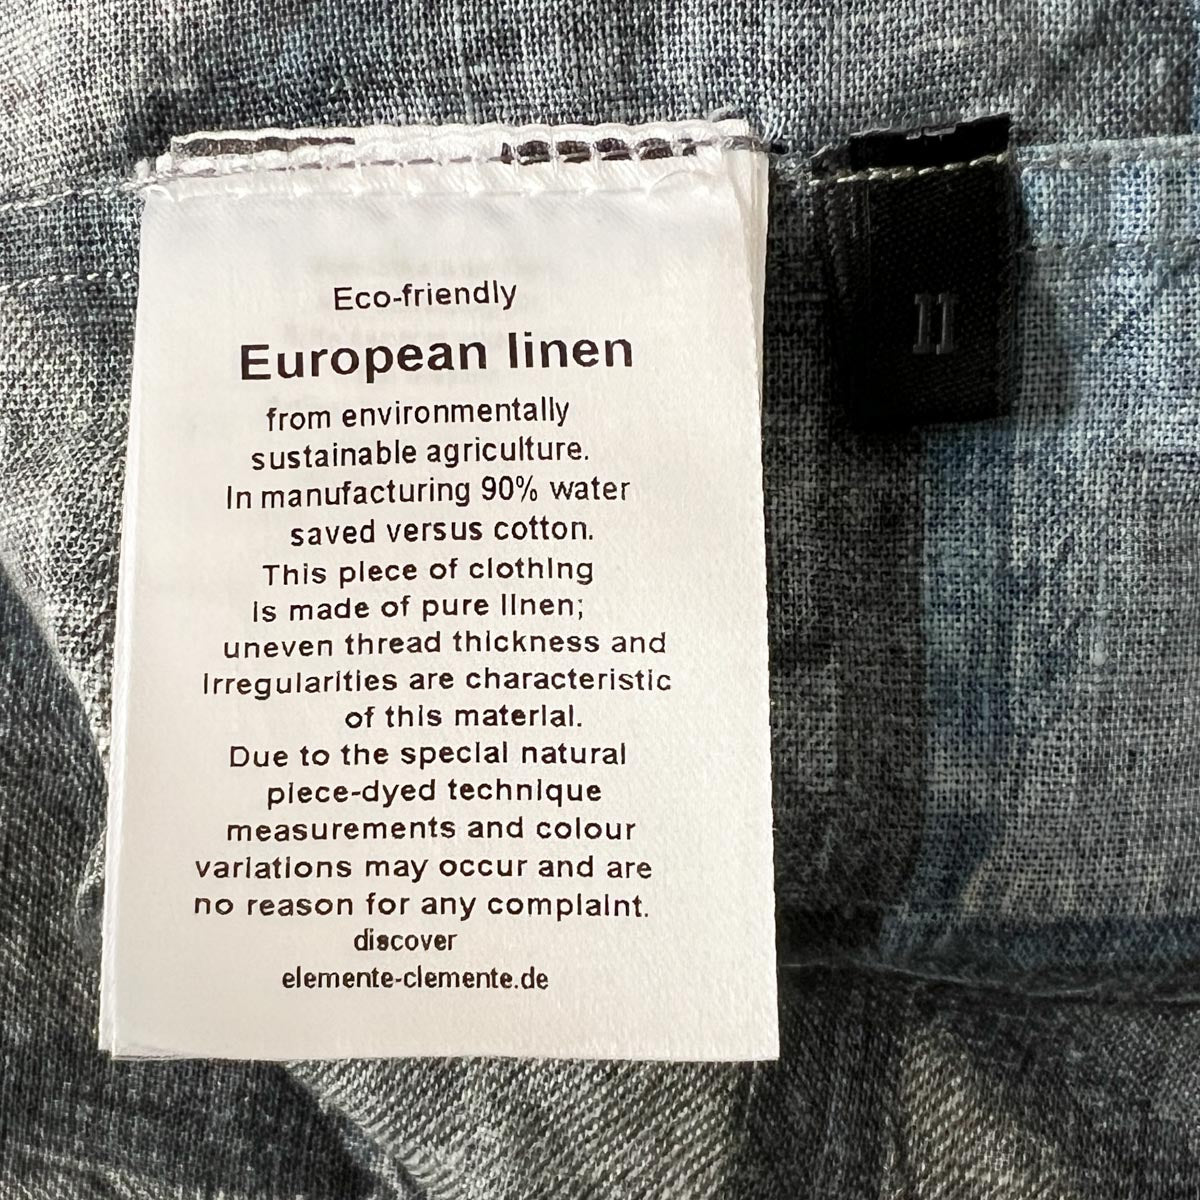 Eco-friendly
European linen
from environmentally
sustainable agriculture.
In manufacturing 90% water
saved versus cotton.
This piece of clothing
is made of pure linen;
uneven thread thickness and
irregularities are characteristic
of this material.
Due to the special natural
piece-dyed technique
measurements and colour
variations may occur and are
no reason for any complaint.
discover
elemente-clemente.de
II